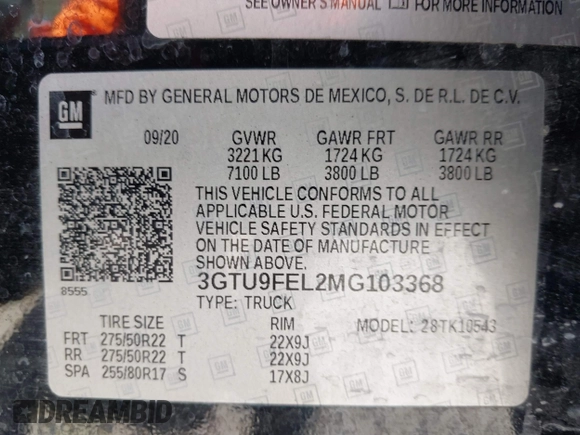 SEE OWNER'S MANUAL FOR MORE INFORMATION
GM MFD BY GENERAL MOTORS DE MEXICO, S. DE R.L. DE C.V.
09/20 GVWR GAWR FRT GAWR RR
3221 KG 1724 KG 1724 KG
7100 LB 3800 LB 3800 LB
THIS VEHICLE CONFORMS TO ALL
APPLICABLE U.S. FEDERAL MOTOR
VEHICLE SAFETY STANDARDS IN EFFECT
ON THE DATE OF MANUFACTURE
SHOWN ABOVE.
8555 3GTU9FEL2MG103368
TYPE: TRUCK
TIRE SIZE RIM MODEL: 28TK10543
FRT 275/50R22 T 22X9J
RR 275/50R22 T 22X9J
SPA 255/80R17 S 17X8J
DREAMBID